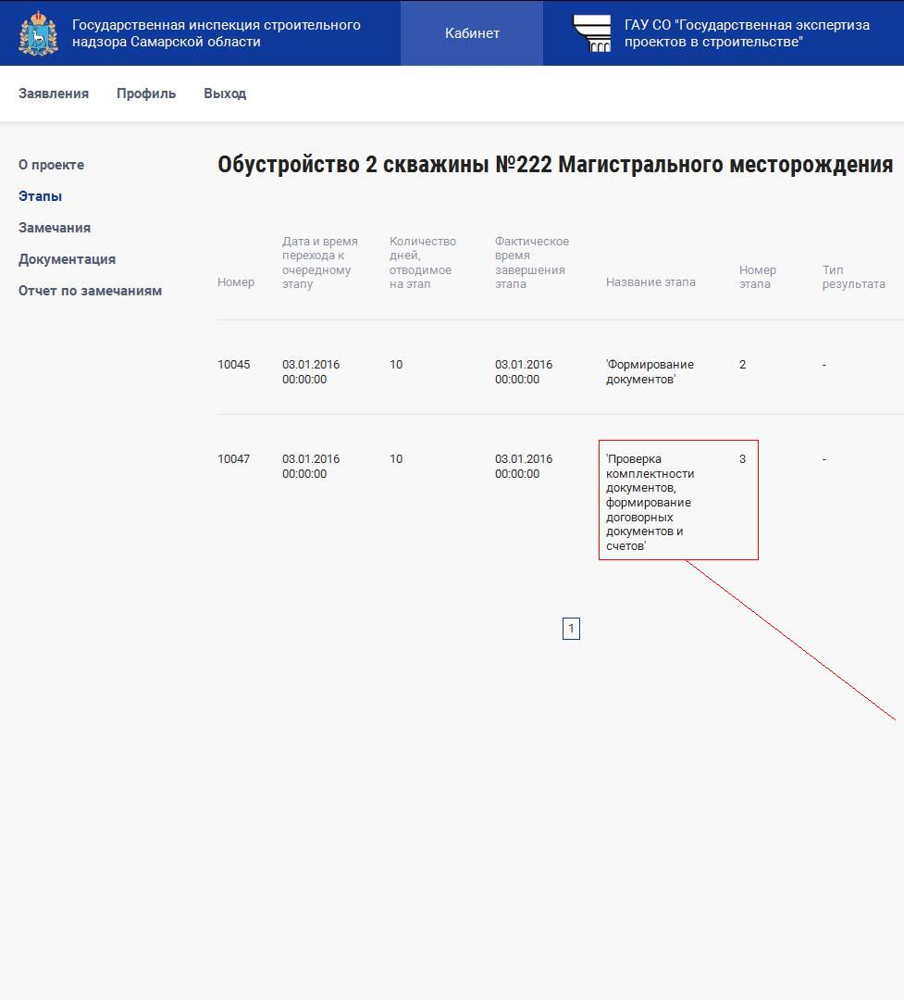 Государственная инспекция строительного
надзора Самарской области
Кабинет
ГАУ СО "Государственная экспертиза
проектов в строительстве"
Заявления Профиль Выход
О проекте
Этапы
Замечания
Документация
Отчет по замечаниям
Обустройство 2 скважины №222 Магистрального месторождения
Номер
Дата и время
перехода к
очередному
этапу
Количество
дней,
отводимое
на этап
Фактическое
время
завершения
этапа
Название этапа
Номер
этапа
Тип
результата
10045
03.01.2016
00:00:00
10
03.01.2016
00:00:00
'Формирование
документов'
2
-
10047
03.01.2016
00:00:00
10
03.01.2016
00:00:00
'Проверка
комплектности
документов,
формирование
договорных
документов и
счетов'
3
-
1